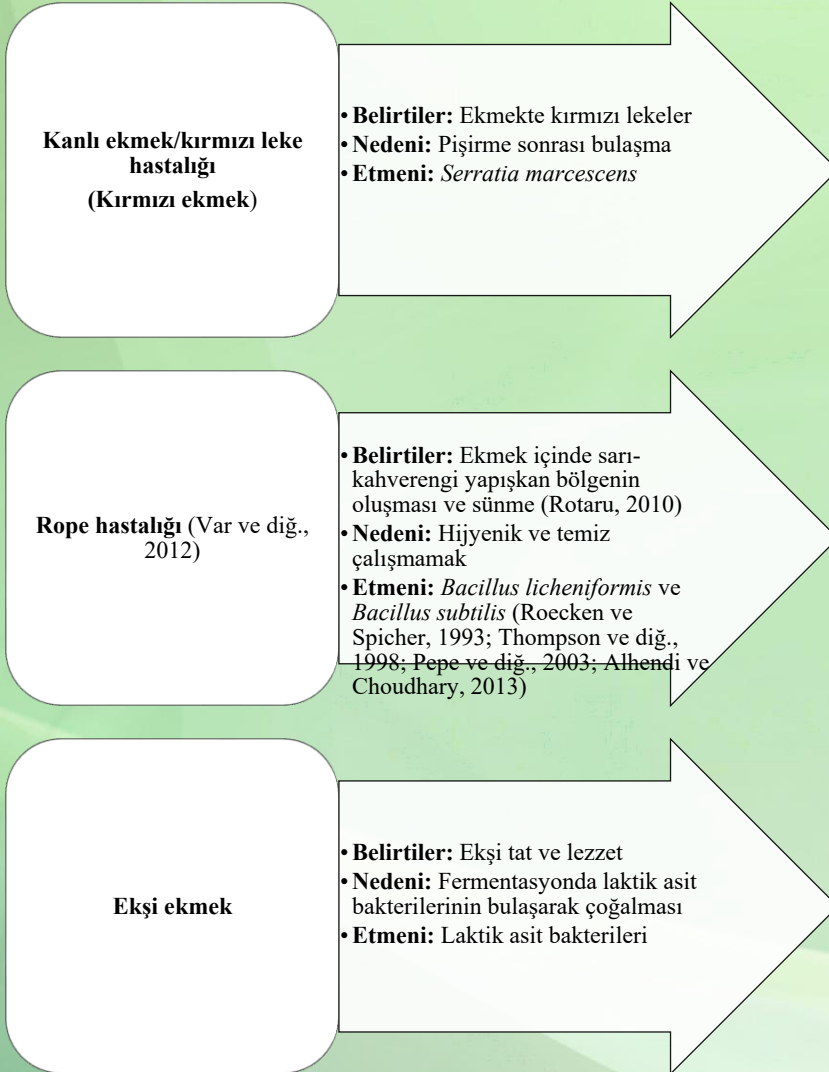 Kanlı ekmek/kırmızı leke
hastalığı
(Kırmızı ekmek)
• Belirtiler: Ekmekte kırmızı lekeler
• Nedeni: Pişirme sonrası bulaşma
• Etmeni: Serratia marcescens
Rope hastalığı (Var ve diğ.,
2012)
• Belirtiler: Ekmek içinde sarı-
kahverengi yapışkan bölgenin
oluşması ve sünme (Rotaru, 2010)
• Nedeni: Hijyenik ve temiz
çalışmamak
• Etmeni: Bacillus licheniformis ve
Bacillus subtilis (Roecken ve
Spicher, 1993; Thompson ve diğ.,
1998; Pepe ve diğ., 2003; Alhendi ve
Choudhary, 2013)
Ekşi ekmek
• Belirtiler: Ekşi tat ve lezzet
• Nedeni: Fermentasyonda laktik asit
bakterilerinin bulaşarak çoğalması
• Etmeni: Laktik asit bakterileri